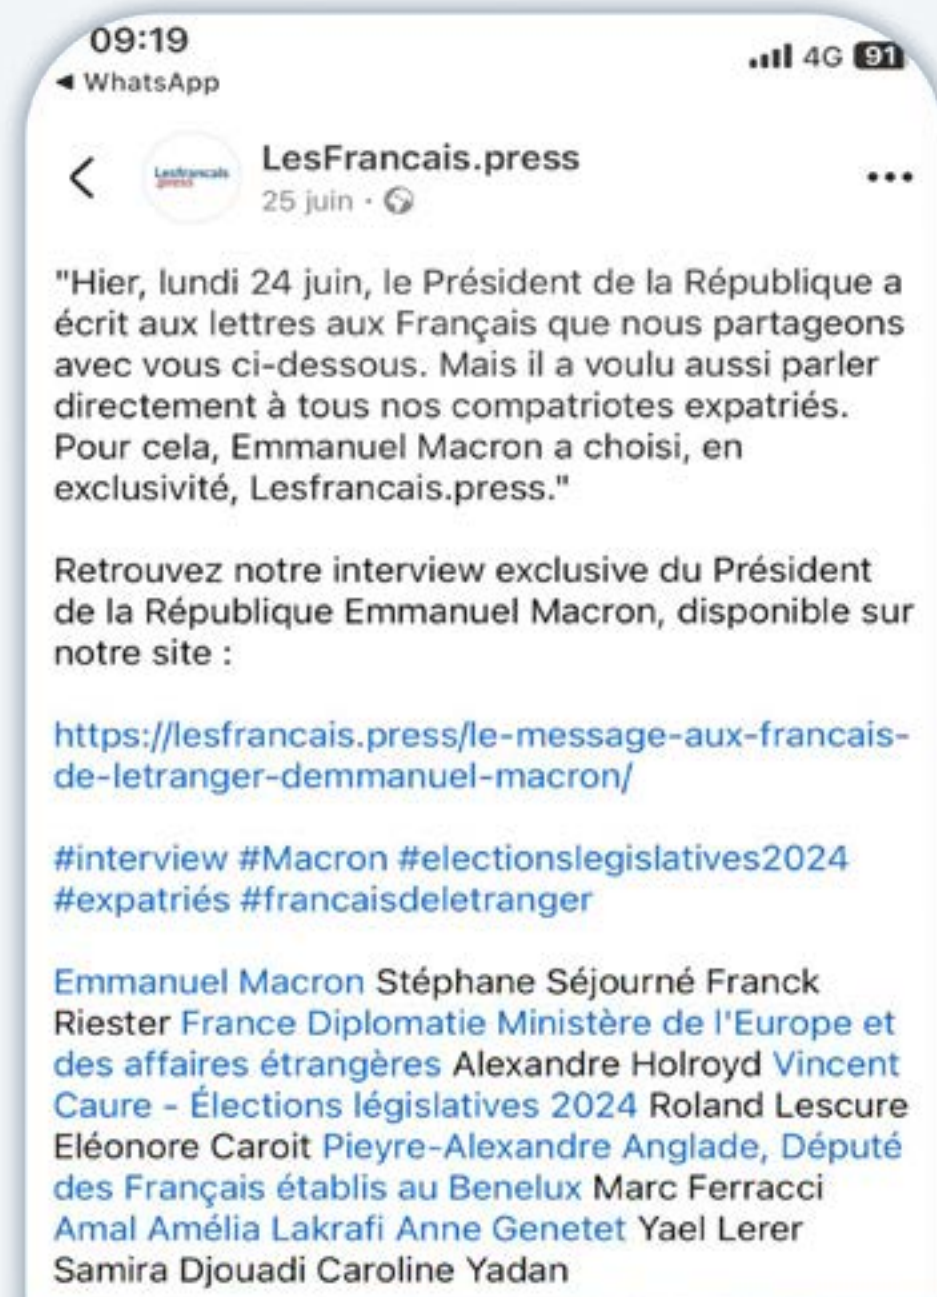 09:19
4G 91
◄ WhatsApp
Lesfrancais
.press
LesFrancais.press
25 juin ·
"Hier, lundi 24 juin, le Président de la République a
écrit aux lettres aux Français que nous partageons
avec vous ci-dessous. Mais il a voulu aussi parler
directement à tous nos compatriotes expatriés.
Pour cela, Emmanuel Macron a choisi, en
exclusivité, Lesfrancais.press."
Retrouvez notre interview exclusive du Président
de la République Emmanuel Macron, disponible sur
notre site :
https://lesfrancais.press/le-message-aux-francais-
de-letranger-demmanuel-macron/
#interview #Macron #electionslegislatives2024
#expatriés #francaisdeletranger
Emmanuel Macron Stéphane Séjourné Franck
Riester France Diplomatie Ministère de l'Europe et
des affaires étrangères Alexandre Holroyd Vincent
Caure - Élections législatives 2024 Roland Lescure
Eléonore Caroit Pieyre-Alexandre Anglade, Député
des Français établis au Benelux Marc Ferracci
Amal Amélia Lakrafi Anne Genetet Yael Lerer
Samira Djouadi Caroline Yadan